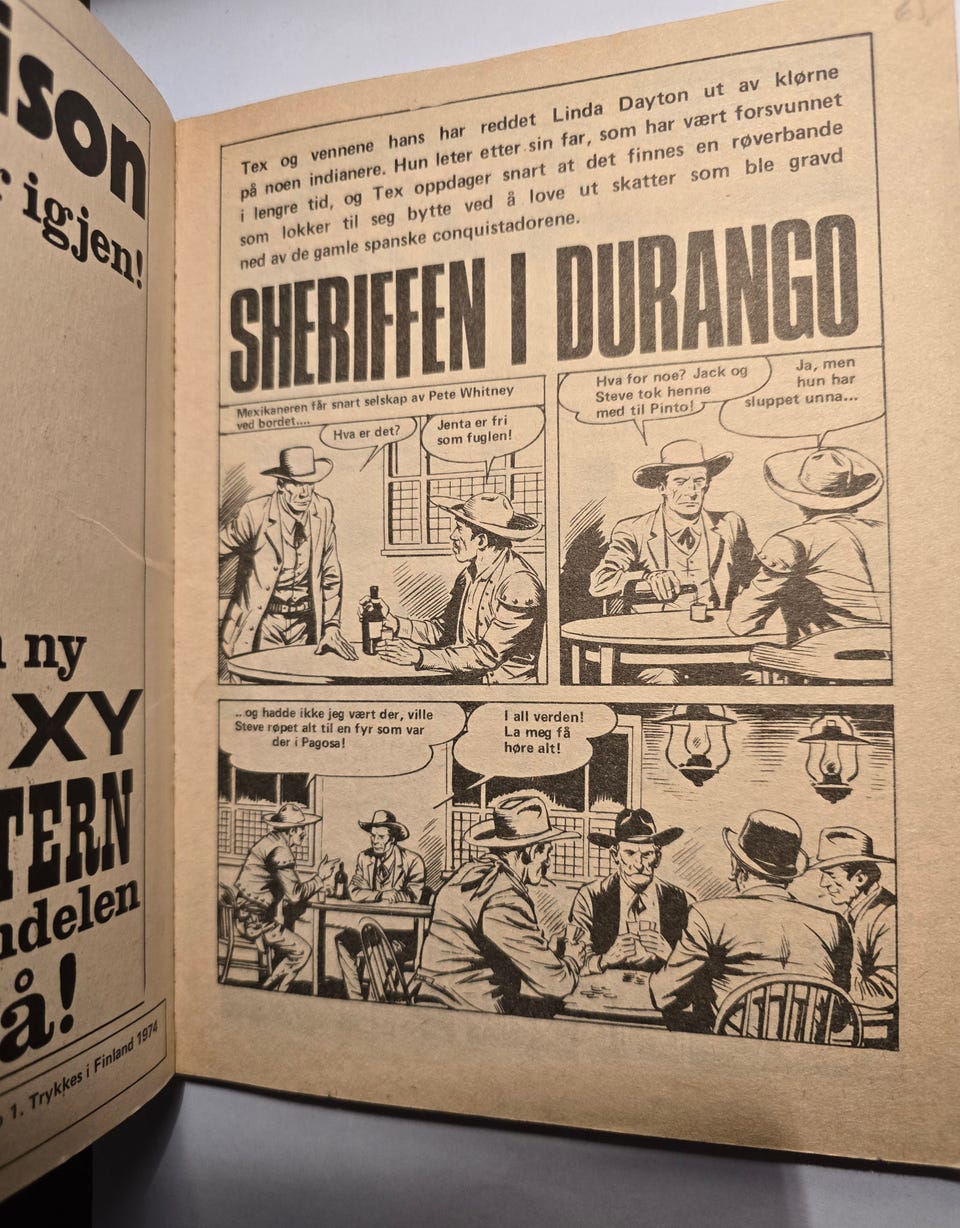 ison
igjen!
ny
XY
TERN
ndelen
å!
1. Trykkes i Finland 1974
Tex og vennene hans har reddet Linda Dayton ut av klørne
på noen indianere. Hun leter etter sin far, som har vært forsvunnet
i lengre tid, og Tex oppdager snart at det finnes en røverbande
som lokker til seg bytte ved å love ut skatter som ble gravd
ned av de gamle spanske conquistadorene.
SHERIFFEN I DURANGO
Mexikaneren får snart selskap av Pete Whitney
ved bordet....
Hva er det?
Jenta er fri
som fuglen!
Hva for noe? Jack og
Steve tok henne
med til Pinto!
Ja, men
hun har
sluppet unna...
.. og hadde ikke jeg vært der, ville
Steve røpet alt til en fyr som var
der i Pagosa!
I all verden!
La meg få
høre alt!